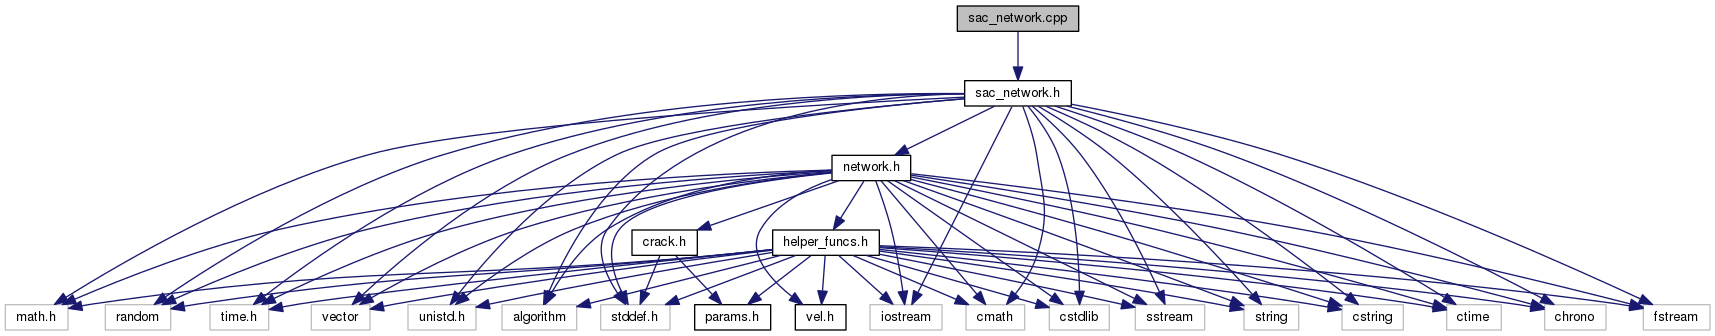 sac_network.cpp
sac_network.h
network.h
crack.h
helper_funcs.h
math.h
random
time.h
vector
unistd.h
algorithm
stddef.h
params.h
vel.h
iostream
cmath
cstdlib
sstream
string
cstring
ctime
chrono
fstream